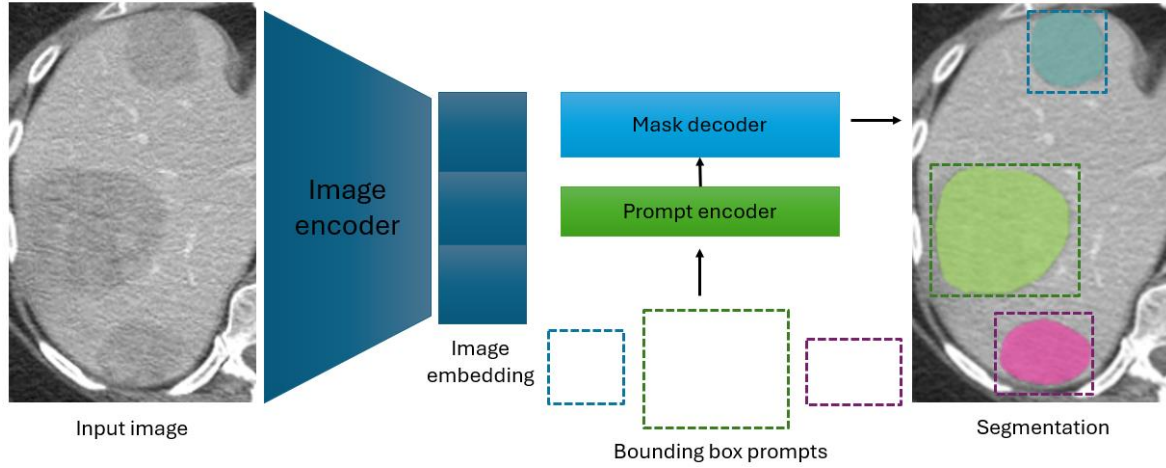 Image
encoder
Mask decoder
Prompt encoder
Image
embedding
Input image
Bounding box prompts
Segmentation